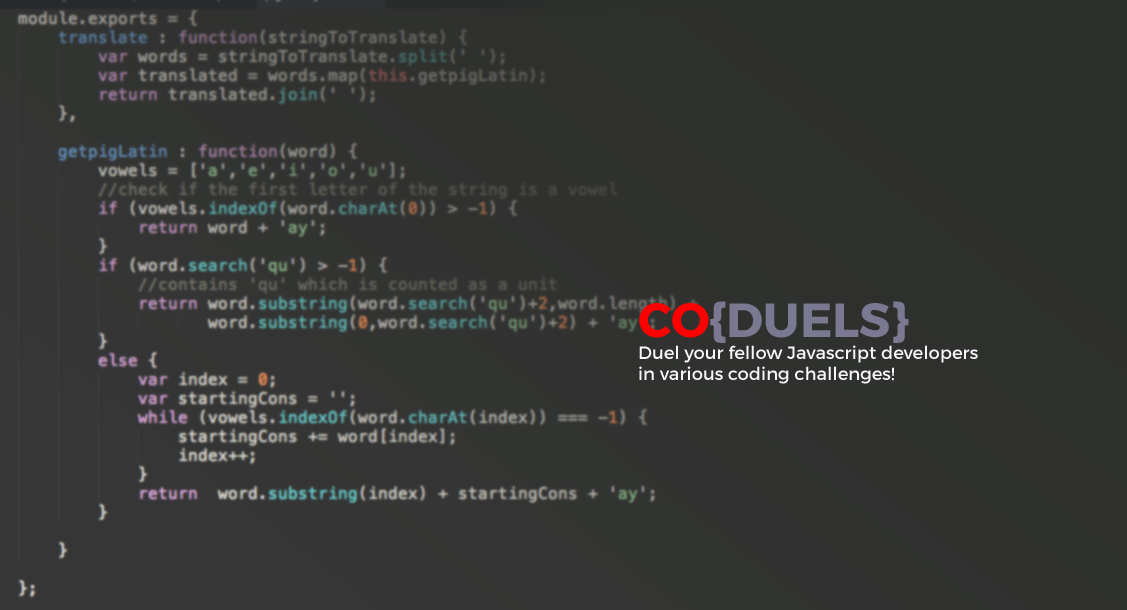 module.exports = {
translate : function(stringToTranslate) {
var words = stringToTranslate.split(' ');
var translated = words.map(this.getpigLatin);
return translated.join(' ');
},
getpigLatin : function(word) {
vowels = ['a','e','i','o','u'];
//check if the first letter of the string is a vowel
if (vowels.indexOf(word.charAt(0)) > -1) {
return word + 'ay';
}
if (word.search('qu') > -1) {
//contains 'qu' which is counted as a unit
return word.substring(word.search('qu')+2,word.length) +
word.substring(0,word.search('qu')+2) + 'ay';
}
else {
var index = 0;
var startingCons = '';
while (vowels.indexOf(word.charAt(index)) === -1) {
startingCons += word[index];
index++;
}
return word.substring(index) + startingCons + 'ay';
}
}
};
CO{DUELS}
Duel your fellow Javascript developers
in various coding challenges!